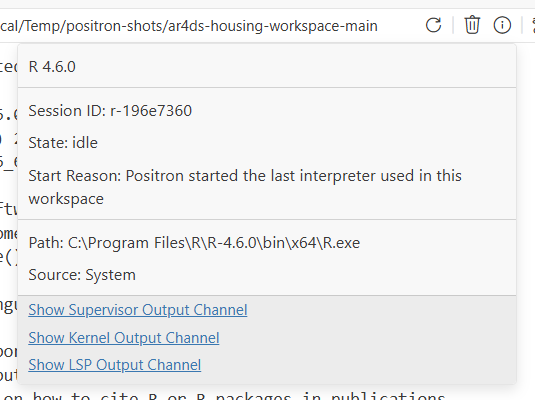 cal/Temp/positron-shots/ar4ds-housing-workspace-main
R 4.6.0
Session ID: r-196e7360
State: idle
Start Reason: Positron started the last interpreter used in this
workspace
Path: C:\Program Files\R\R-4.6.0\bin\x64\R.exe
Source: System
Show Supervisor Output Channel
Show Kernel Output Channel
Show LSP Output Channel
on how to cite R or R packages in publications